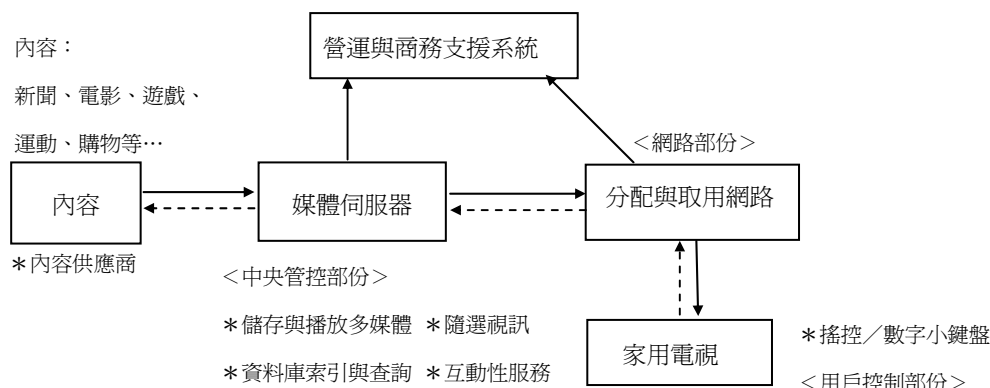 內容：
營運與商務支援系統
新聞、電影、遊戲、
運動、購物等…
＜網路部份＞
內容
媒體伺服器
分配與取用網路
＊內容供應商
＜中央管控部份＞
＊儲存與播放多媒體 ＊隨選視訊
＊資料庫索引與查詢 ＊互動性服務
家用電視
＊搖控／數字小鍵盤
＜用戶控制部份＞